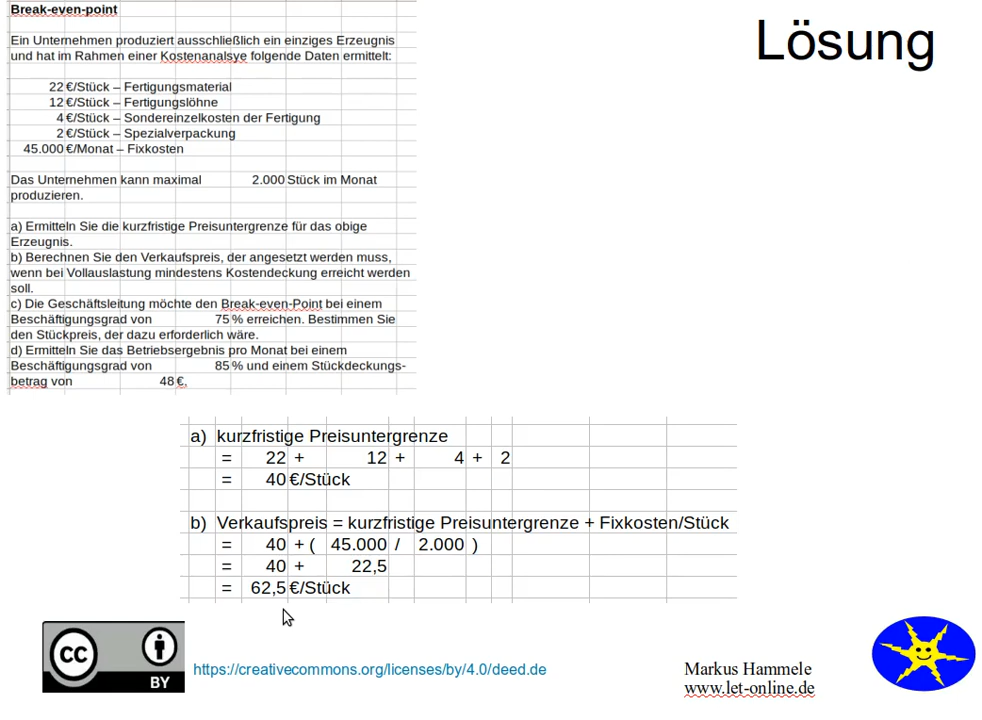 Break-even-point
Lösung
Ein Unternehmen produziert ausschließlich ein einziges Erzeugnis
und hat im Rahmen einer Kostenanalsye folgende Daten ermittelt:
22 €/Stück – Fertigungsmaterial
12 €/Stück – Fertigungslöhne
4 €/Stück – Sondereinzelkosten der Fertigung
2 €/Stück – Spezialverpackung
45.000 €/Monat – Fixkosten
Das Unternehmen kann maximal 2.000 Stück im Monat
produzieren.
a) Ermitteln Sie die kurzfristige Preisuntergrenze für das obige
Erzeugnis.
b) Berechnen Sie den Verkaufspreis, der angesetzt werden muss,
wenn bei Vollauslastung mindestens Kostendeckung erreicht werden
soll.
c) Die Geschäftsleitung möchte den Break-even-Point bei einem
Beschäftigungsgrad von 75 % erreichen. Bestimmen Sie
den Stückpreis, der dazu erforderlich wäre.
d) Ermitteln Sie das Betriebsergebnis pro Monat bei einem
Beschäftigungsgrad von 85 % und einem Stückdeckungs-
betrag von 48 €.
a) kurzfristige Preisuntergrenze
= 22 + 12 + 4 + 2
= 40 €/Stück
b) Verkaufspreis = kurzfristige Preisuntergrenze + Fixkosten/Stück
= 40 + ( 45.000 / 2.000 )
= 40 + 22,5
= 62,5 €/Stück
CC
BY
https://creativecommons.org/licenses/by/4.0/deed.de
Markus Hammele
www.let-online.de